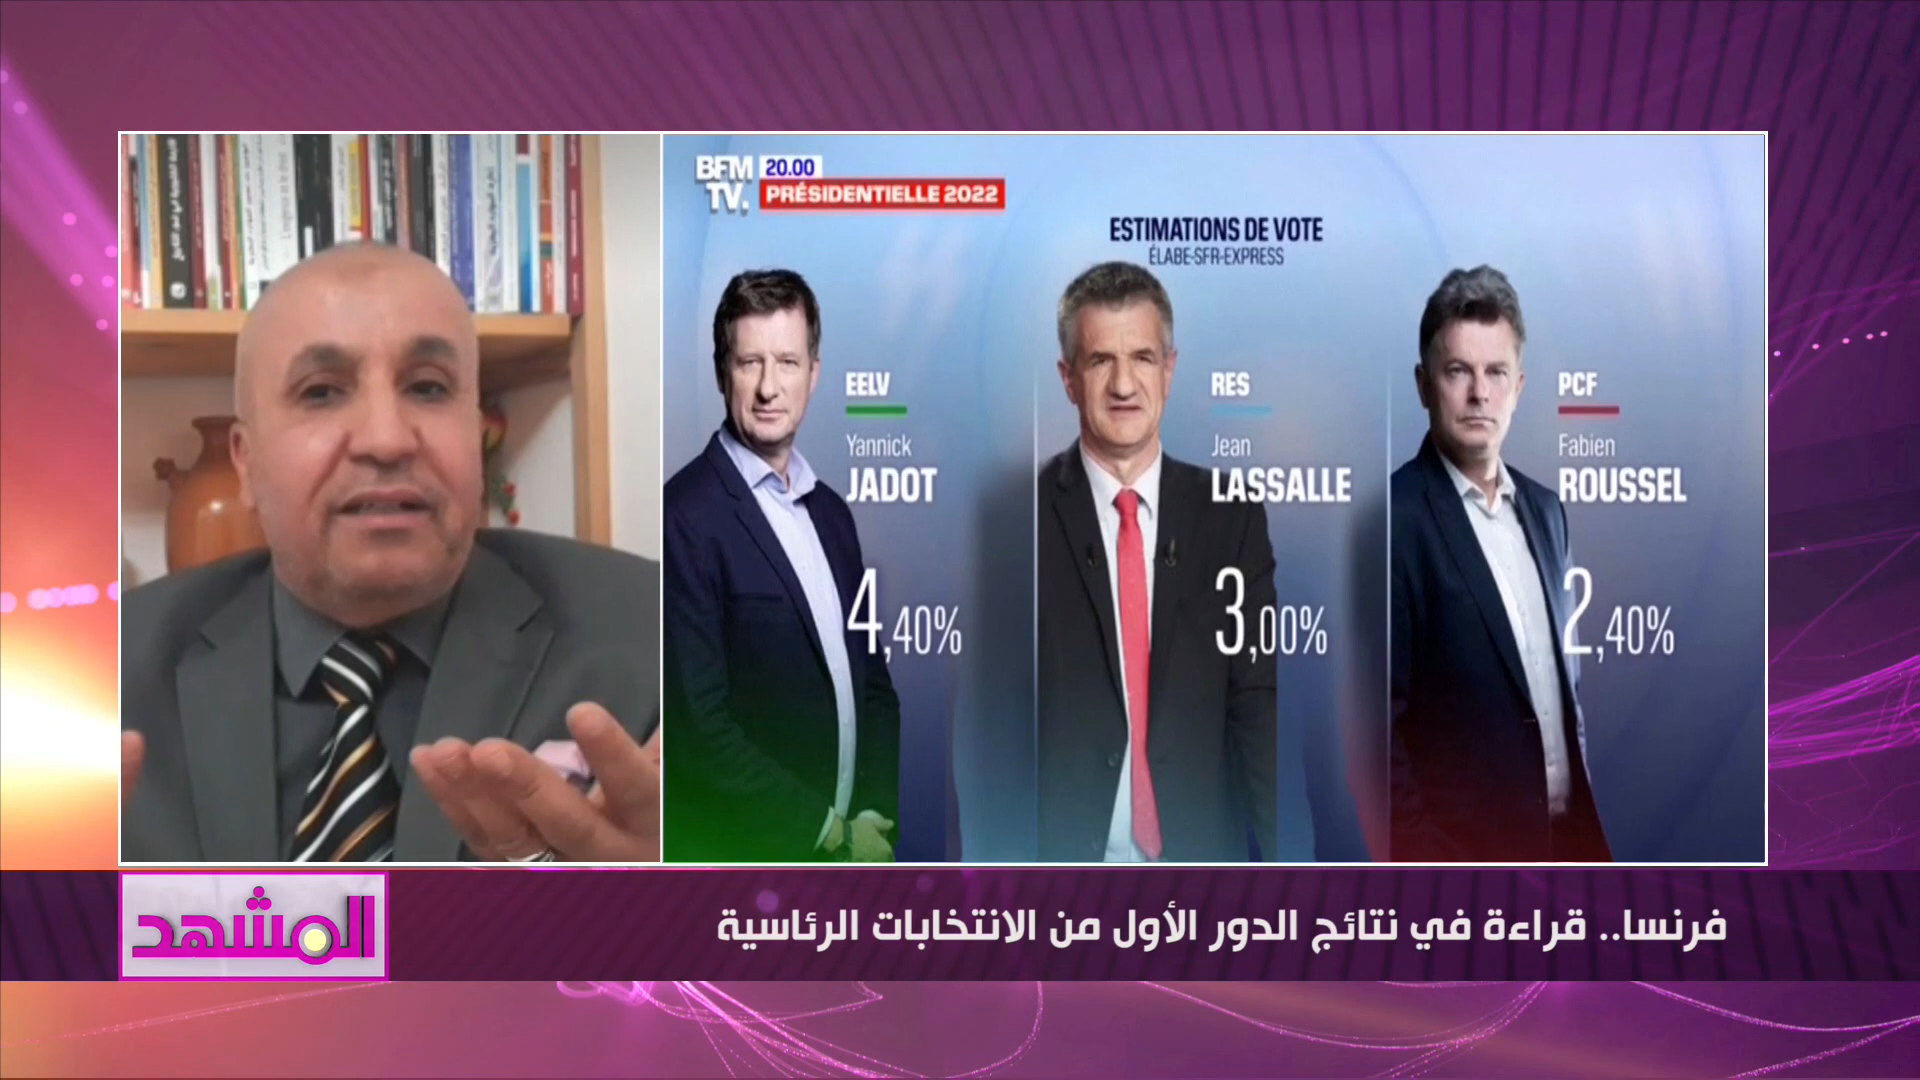 BFM
TV.
20.00
PRÉSIDENTIELLE 2022
ESTIMATIONS DE VOTE
ÉLABE-SFR-EXPRESS
EELV
Yannick
JADOT
4,40%
RES
Jean
LASSALLE
3,00%
PCF
Fabien
ROUSSEL
2,40%
المشهد
فرنسا.. قراءة في نتائج الدور الأول من الانتخابات الرئاسية